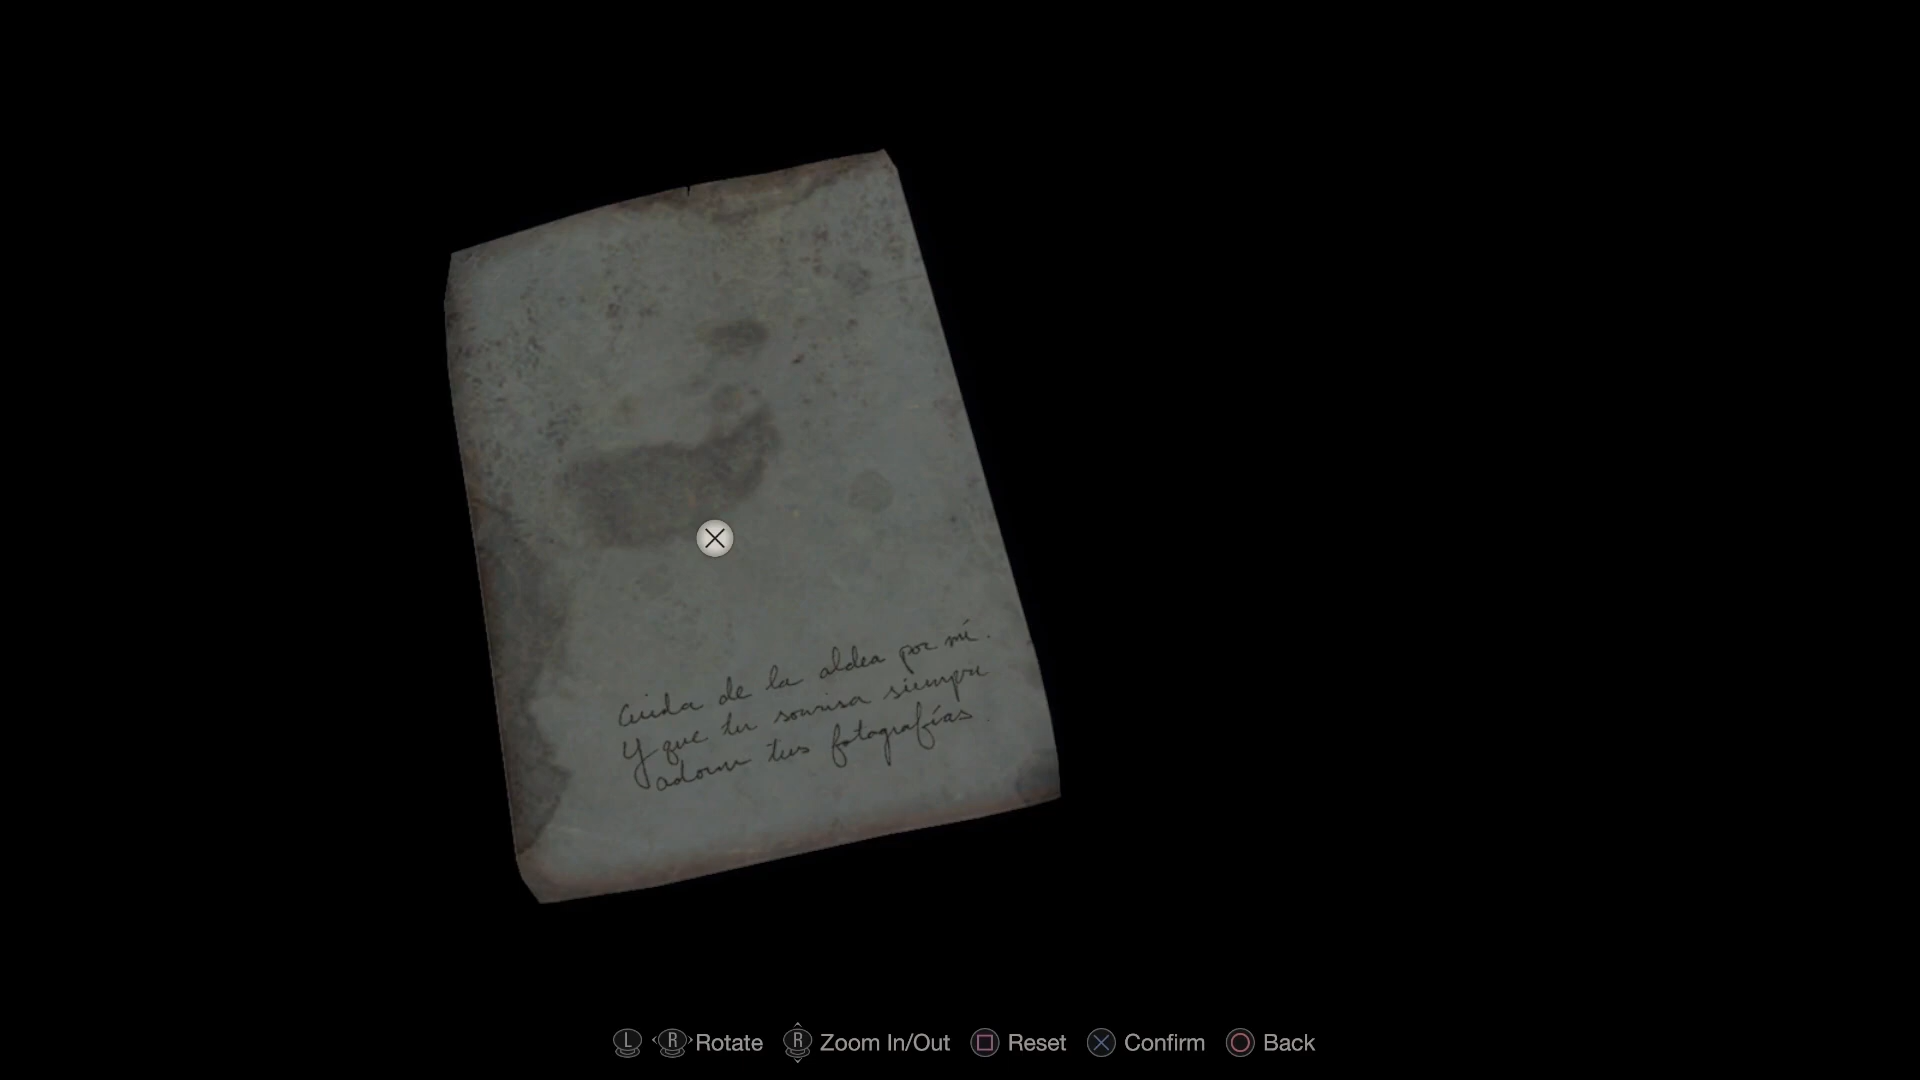 Cuida de la aldea por mí.
Y que tu sonrisa siempre
adorne tus fotografías.
L R Rotate R Zoom In/Out Reset Confirm Back